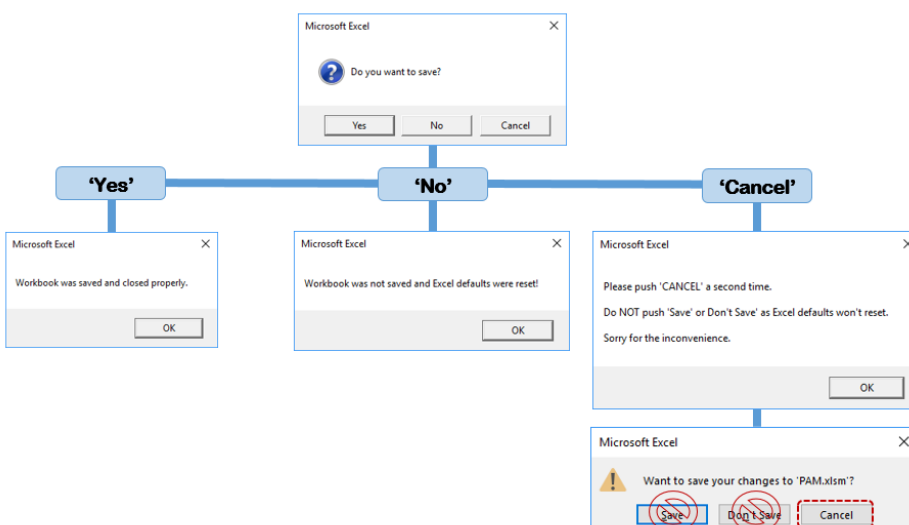 Microsoft Excel
Do you want to save?
Yes No Cancel
‘Yes’ ‘No’ ‘Cancel’
Microsoft Excel
Workbook was saved and closed properly.
OK
Microsoft Excel
Workbook was not saved and Excel defaults were reset!
OK
Microsoft Excel
Please push 'CANCEL' a second time.
Do NOT push 'Save' or Don't Save' as Excel defaults won't reset.
Sorry for the inconvenience.
OK
Microsoft Excel
Want to save your changes to 'PAM.xlsm'?
Save Don't Save Cancel